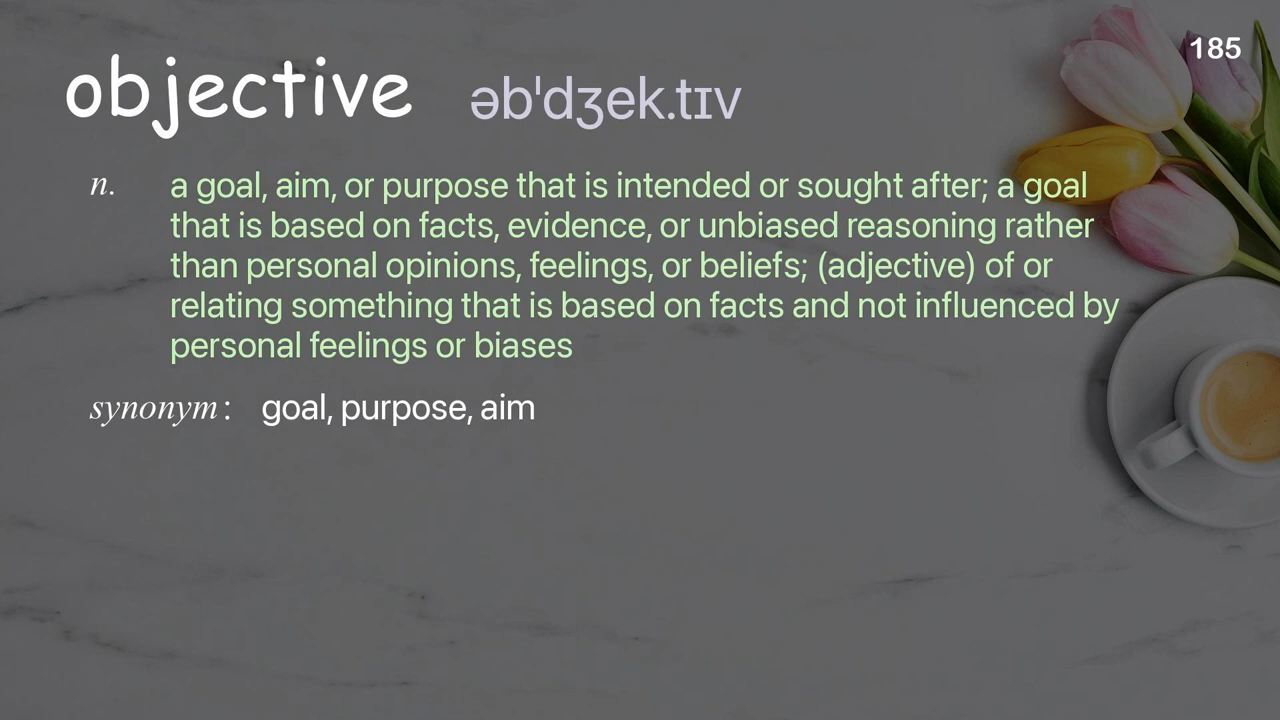 185
objective əbˈdʒek.tɪv
n. a goal, aim, or purpose that is intended or sought after; a goal
that is based on facts, evidence, or unbiased reasoning rather
than personal opinions, feelings, or beliefs; (adjective) of or
relating something that is based on facts and not influenced by
personal feelings or biases
synonym: goal, purpose, aim